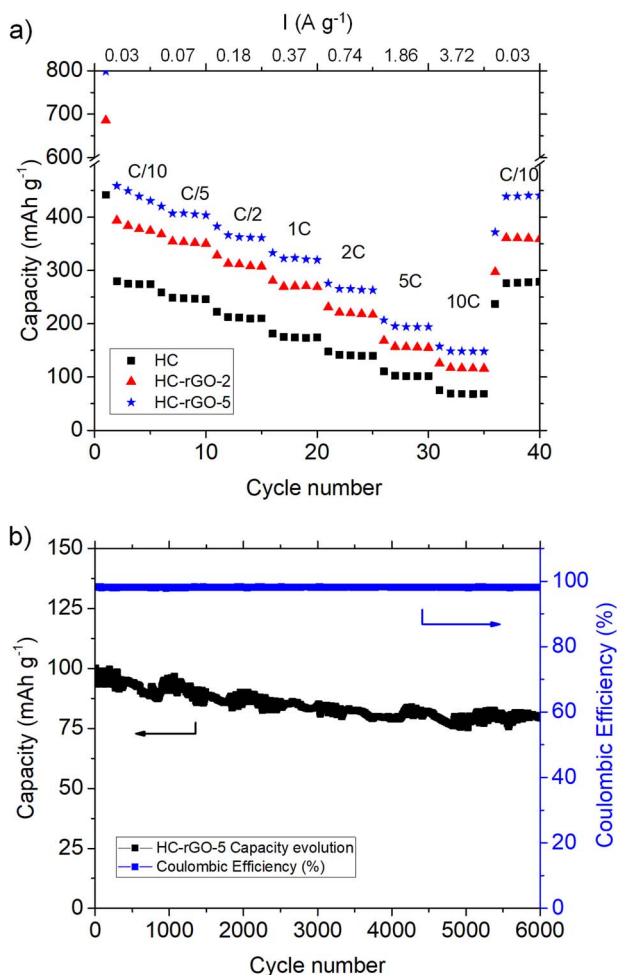 a)
I (A g⁻¹)
0.03 0.07 0.18 0.37 0.74 1.86 3.72 0.03
800
700
600
C/10
C/5
C/2
1C
2C
5C
10C
C/10
400
300
200
100
0
Capacity (mAh g⁻¹)
HC
HC-rGO-2
HC-rGO-5
0 10 20 30 40
Cycle number
b)
150
125
100
75
50
25
0
Capacity (mAh g⁻¹)
100
80
60
40
20
0
Coulombic Efficiency (%)
HC-rGO-5 Capacity evolution
Coulombic Efficiency (%)
0 1000 2000 3000 4000 5000 6000
Cycle number